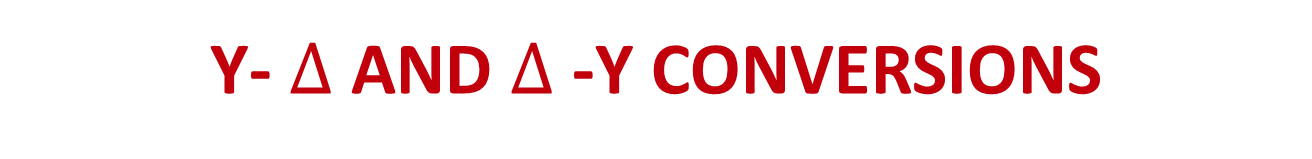 Y- Δ AND Δ -Y CONVERSIONS